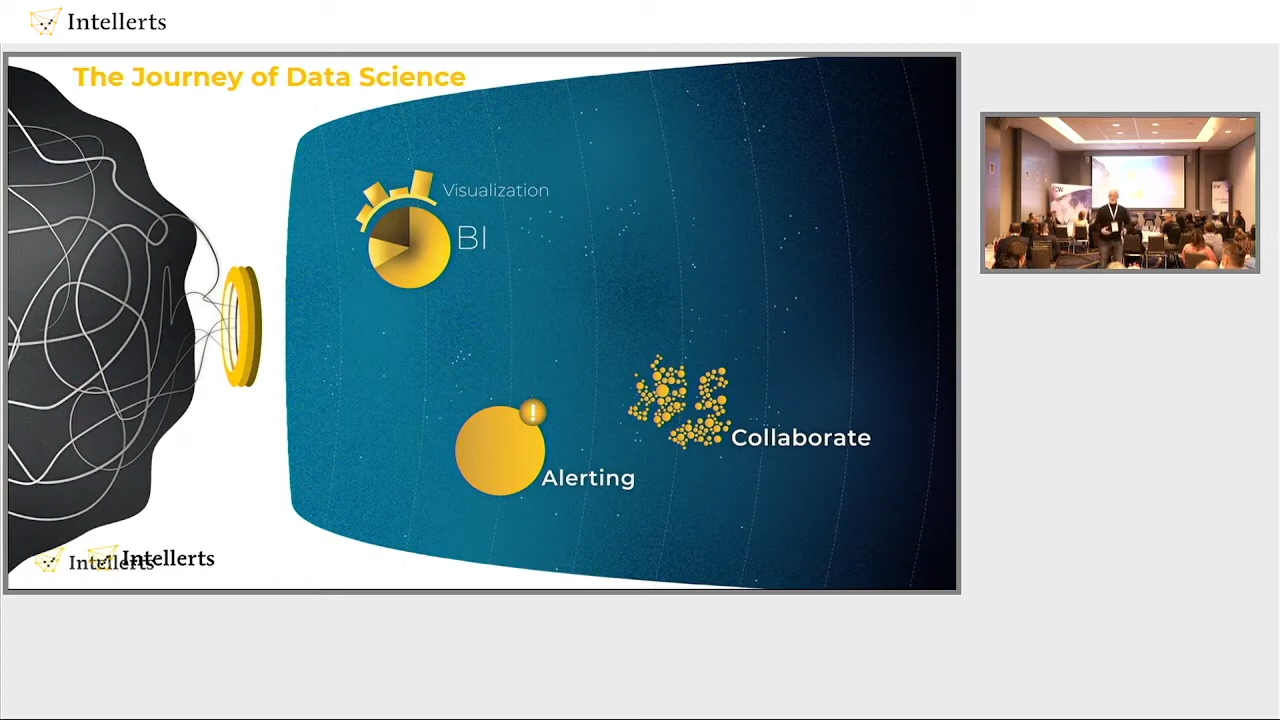 Intellerts
The Journey of Data Science
Visualization
BI
Collaborate
Alerting
Intellerts
Intellerts